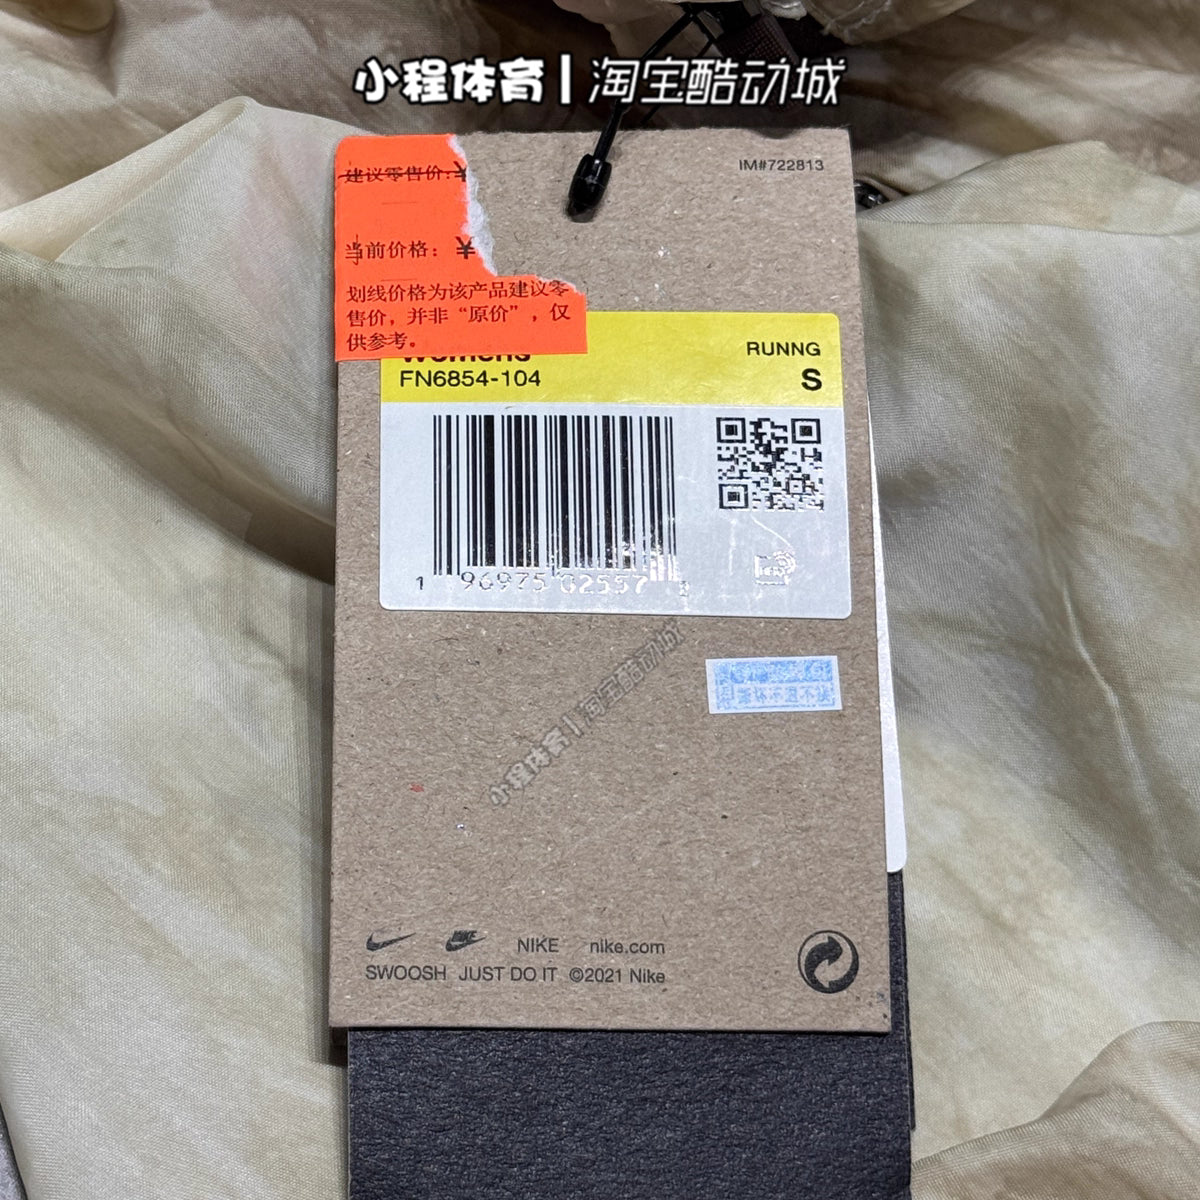 小程体育|淘宝酷动城
IM#722813
建议零售价:¥
当前价格:¥
划线价格为该产品建议零
售价，并非“原价”，仅
供参考。
Womens
RUNNG
FN6854-104
S
1 96975 02557
小程体育|淘宝酷动城
NIKE nike.com
SWOOSH JUST DO IT ©2021 Nike